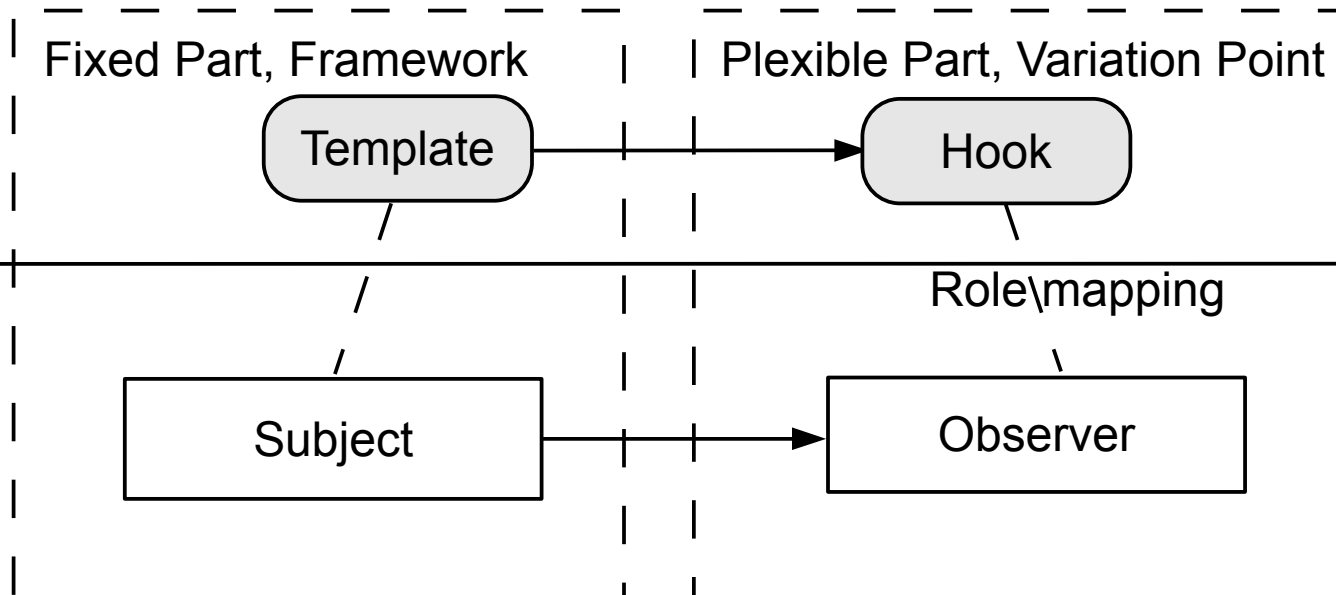 Fixed Part, Framework
Plexible Part, Variation Point
Template
Hook
Role\mapping
Subject
Observer